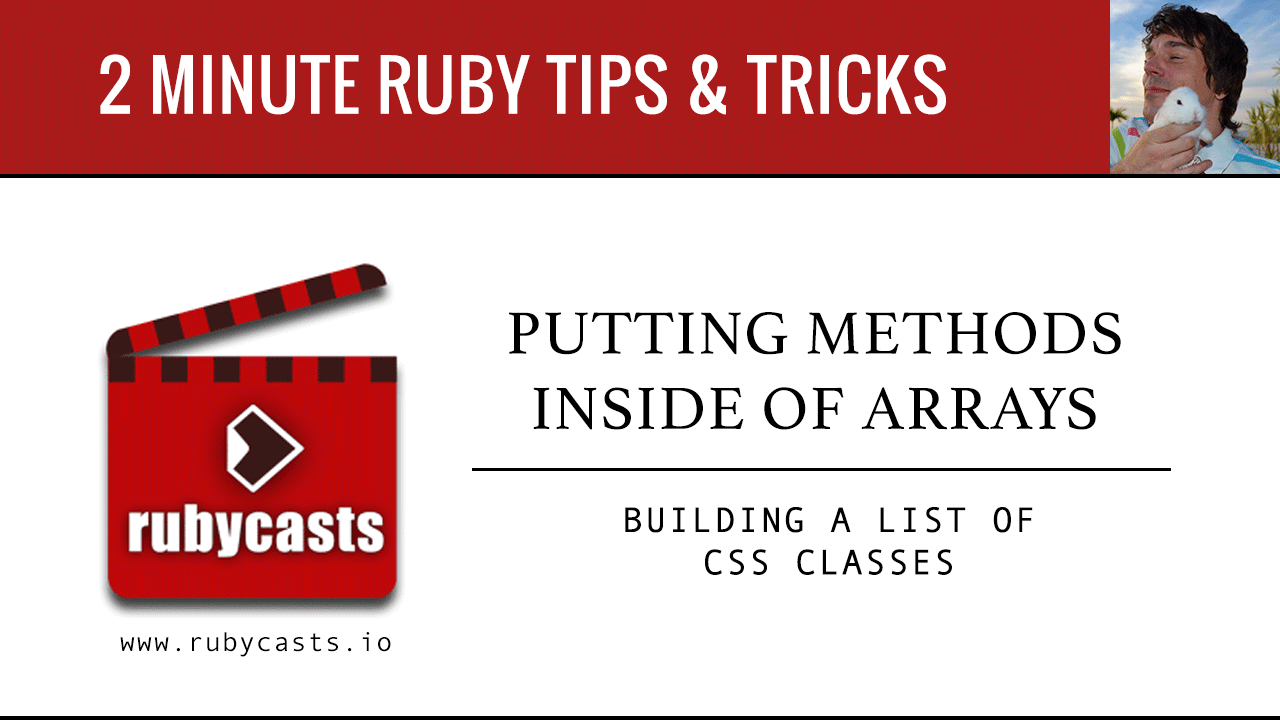 2 MINUTE RUBY TIPS & TRICKS
PUTTING METHODS
INSIDE OF ARRAYS
BUILDING A LIST OF
CSS CLASSES
rubycasts
www.rubycasts.io